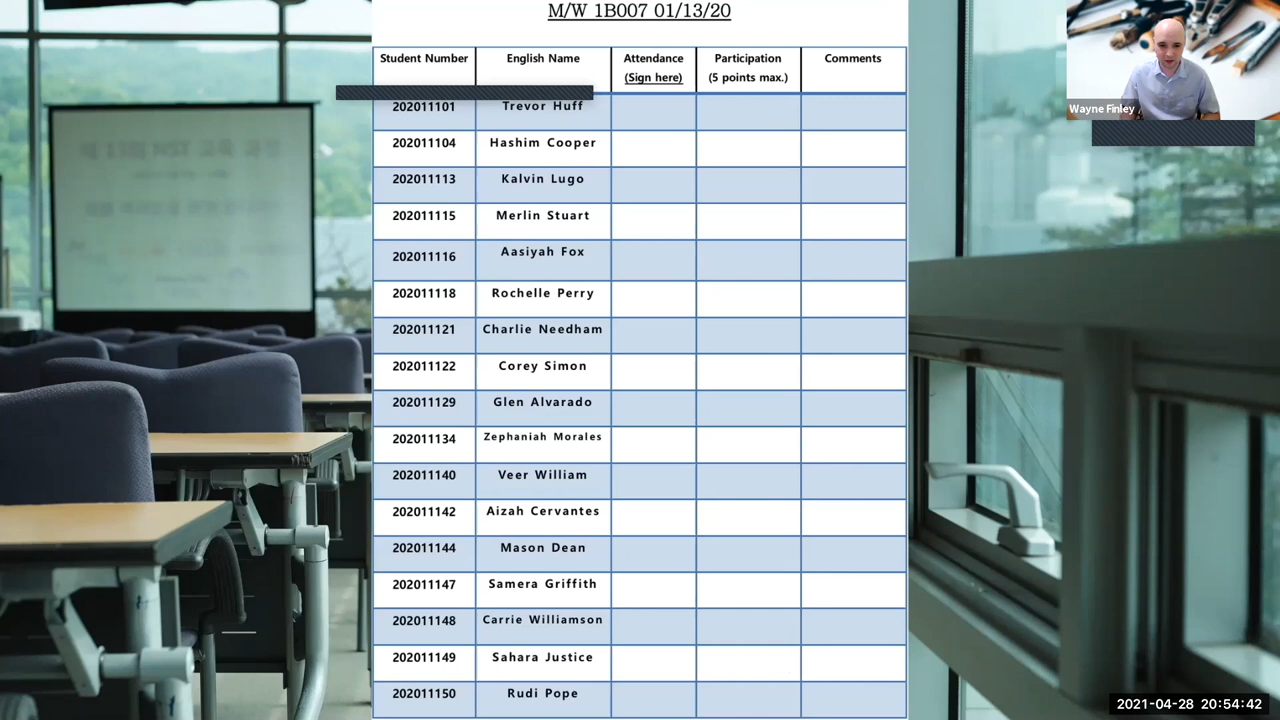 M/W 1B007 01/13/20
Student Number English Name Attendance (Sign here) Participation (5 points max.) Comments
202011101 Trevor Huff
202011104 Hashim Cooper
202011113 Kalvin Lugo
202011115 Merlin Stuart
202011116 Aasiyah Fox
202011118 Rochelle Perry
202011121 Charlie Needham
202011122 Corey Simon
202011129 Glen Alvarado
202011134 Zephaniah Morales
202011140 Veer William
202011142 Aizah Cervantes
202011144 Mason Dean
202011147 Samera Griffith
202011148 Carrie Williamson
202011149 Sahara Justice
202011150 Rudi Pope
Wayne Finley
2021-04-28 20:54:42